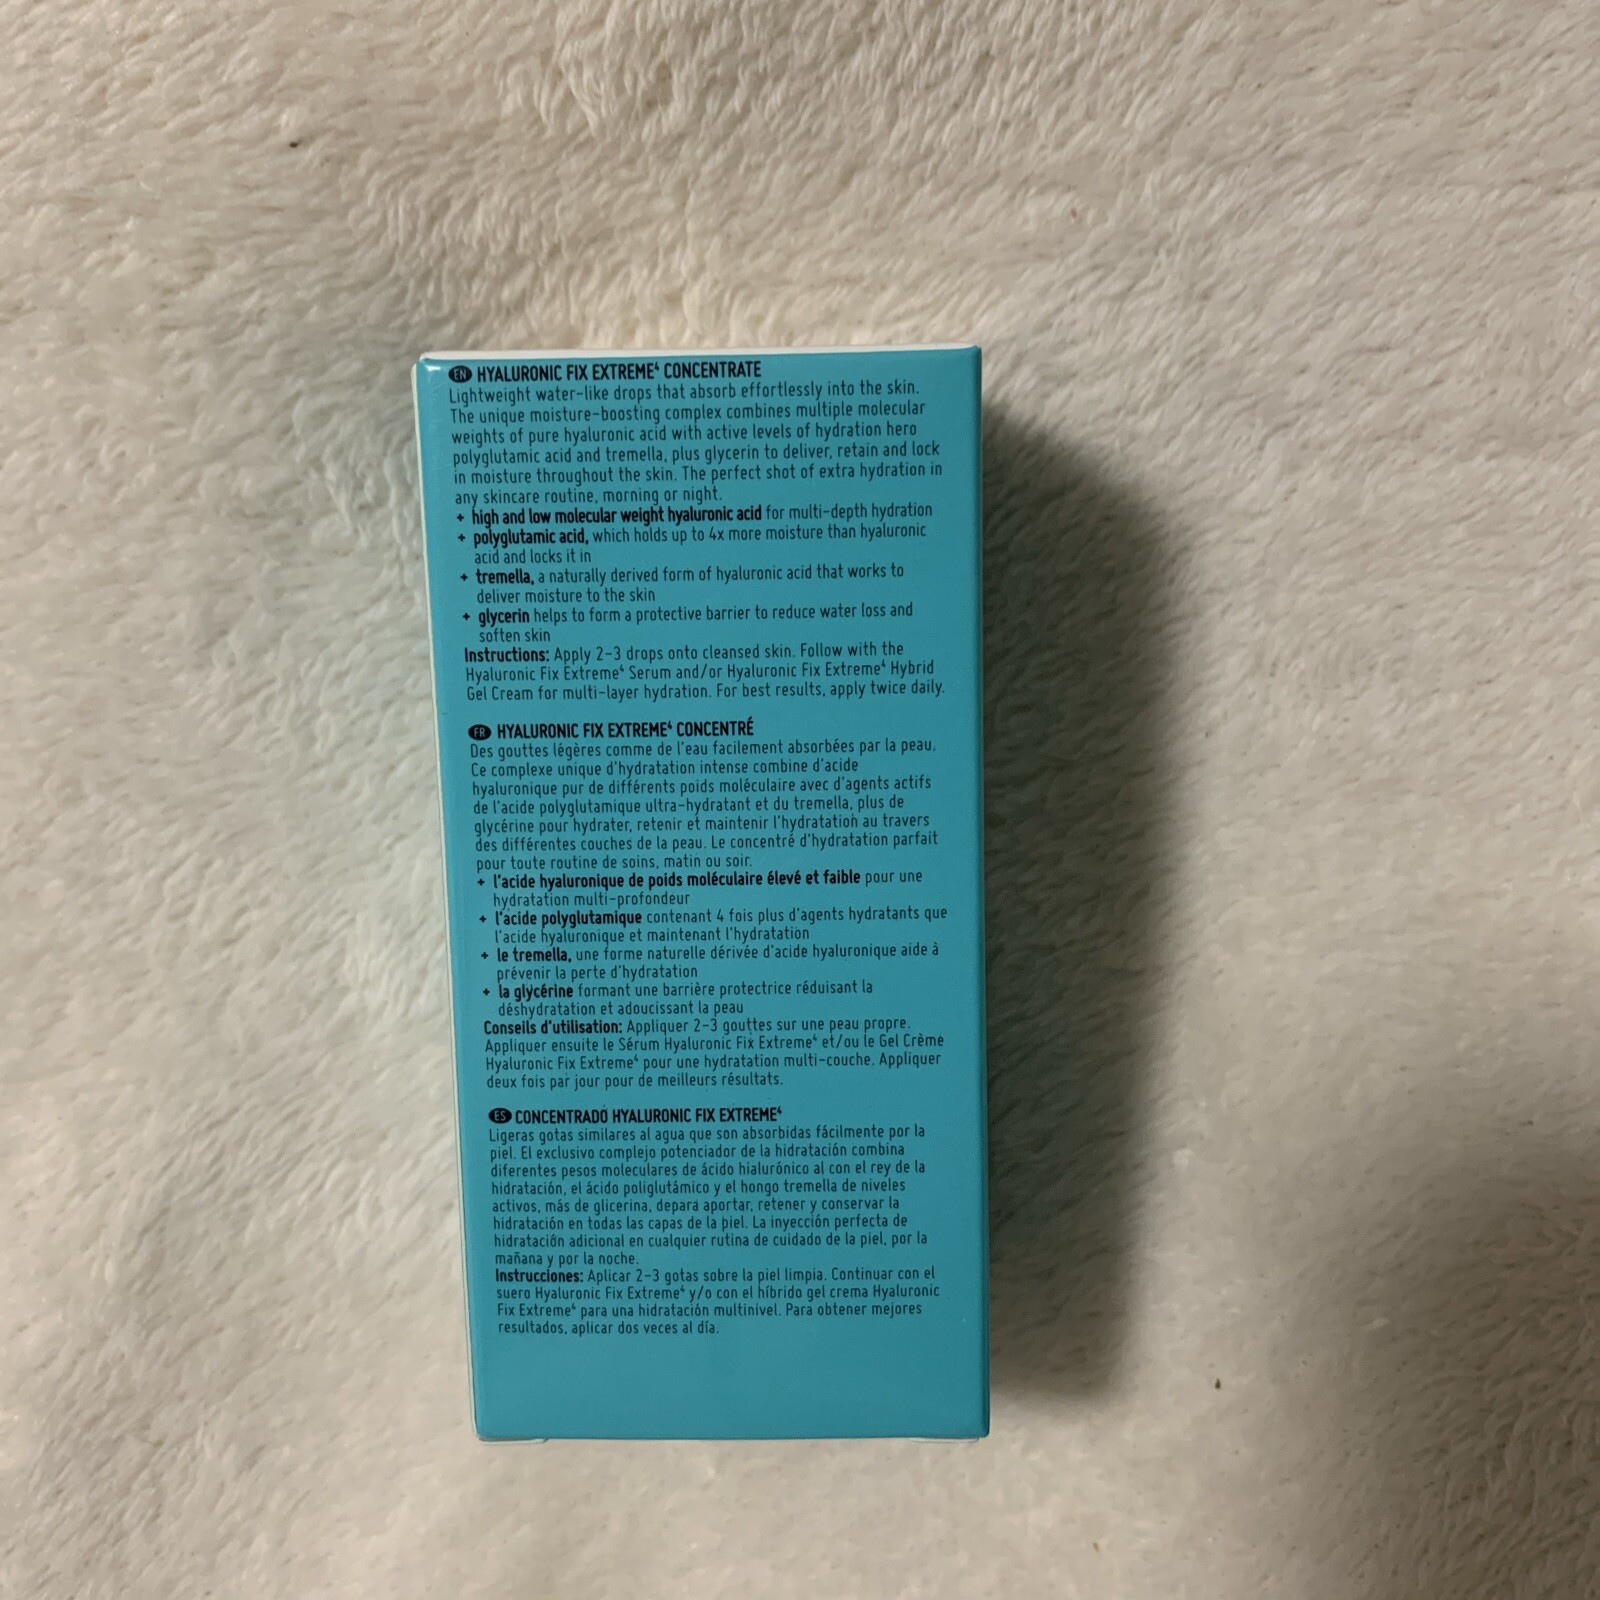 EN HYALURONIC FIX EXTREME⁴ CONCENTRATE
Lightweight water-like drops that absorb effortlessly into the skin.
The unique moisture-boosting complex combines multiple molecular
weights of pure hyaluronic acid with active levels of hydration hero
polyglutamic acid and tremella, plus glycerin to deliver, retain and lock
in moisture throughout the skin. The perfect shot of extra hydration in
any skincare routine, morning or night.
+ high and low molecular weight hyaluronic acid for multi-depth hydration
+ polyglutamic acid, which holds up to 4x more moisture than hyaluronic
acid and locks it in
+ tremella, a naturally derived form of hyaluronic acid that works to
deliver moisture to the skin
+ glycerin helps to form a protective barrier to reduce water loss and
soften skin
Instructions: Apply 2-3 drops onto cleansed skin. Follow with the
Hyaluronic Fix Extreme⁴ Serum and/or Hyaluronic Fix Extreme⁴ Hybrid
Gel Cream for multi-layer hydration. For best results, apply twice daily.
FR HYALURONIC FIX EXTREME⁴ CONCENTRÉ
Des gouttes légères comme de l'eau facilement absorbées par la peau.
Ce complexe unique d'hydratation intense combine d'acide
hyaluronique pur de différents poids moléculaire avec d'agents actifs
de l'acide polyglutamique ultra-hydratant et du tremella, plus de
glycérine pour hydrater, retenir et maintenir l'hydratation au travers
des différentes couches de la peau. Le concentré d'hydratation parfait
pour toute routine de soins, matin ou soir.
+ l'acide hyaluronique de poids moléculaire élevé et faible pour une
hydratation multi-profondeur
+ l'acide polyglutamique contenant 4 fois plus d'agents hydratants que
l'acide hyaluronique et maintenant l'hydratation
+ le tremella, une forme naturelle dérivée d'acide hyaluronique aide à
prévenir la perte d'hydratation
+ la glycérine formant une barrière protectrice réduisant la
déshydratation et adoucissant la peau
Conseils d'utilisation: Appliquer 2-3 gouttes sur une peau propre.
Appliquer ensuite le Sérum Hyaluronic Fix Extreme⁴ et/ou le Gel Crème
Hyaluronic Fix Extreme⁴ pour une hydratation multi-couche. Appliquer
deux fois par jour pour de meilleurs résultats.
ES CONCENTRADO HYALURONIC FIX EXTREME⁴
Ligeras gotas similares al agua que son absorbidas fácilmente por la
piel. El exclusivo complejo potenciador de la hidratación combina
diferentes pesos moleculares de ácido hialurónico al con el rey de la
hidratación, el ácido poliglutámico y el hongo tremella de niveles
activos, más de glicerina, depara aportar, retener y conservar la
hidratación en todas las capas de la piel. La inyección perfecta de
hidratación adicional en cualquier rutina de cuidado de la piel, por la
mañana y por la noche.
Instrucciones: Aplicar 2-3 gotas sobre la piel limpia. Continuar con el
suero Hyaluronic Fix Extreme⁴ y/o con el híbrido gel crema Hyaluronic
Fix Extreme⁴ para una hidratación multinivel. Para obtener mejores
resultados, aplicar dos veces al día.